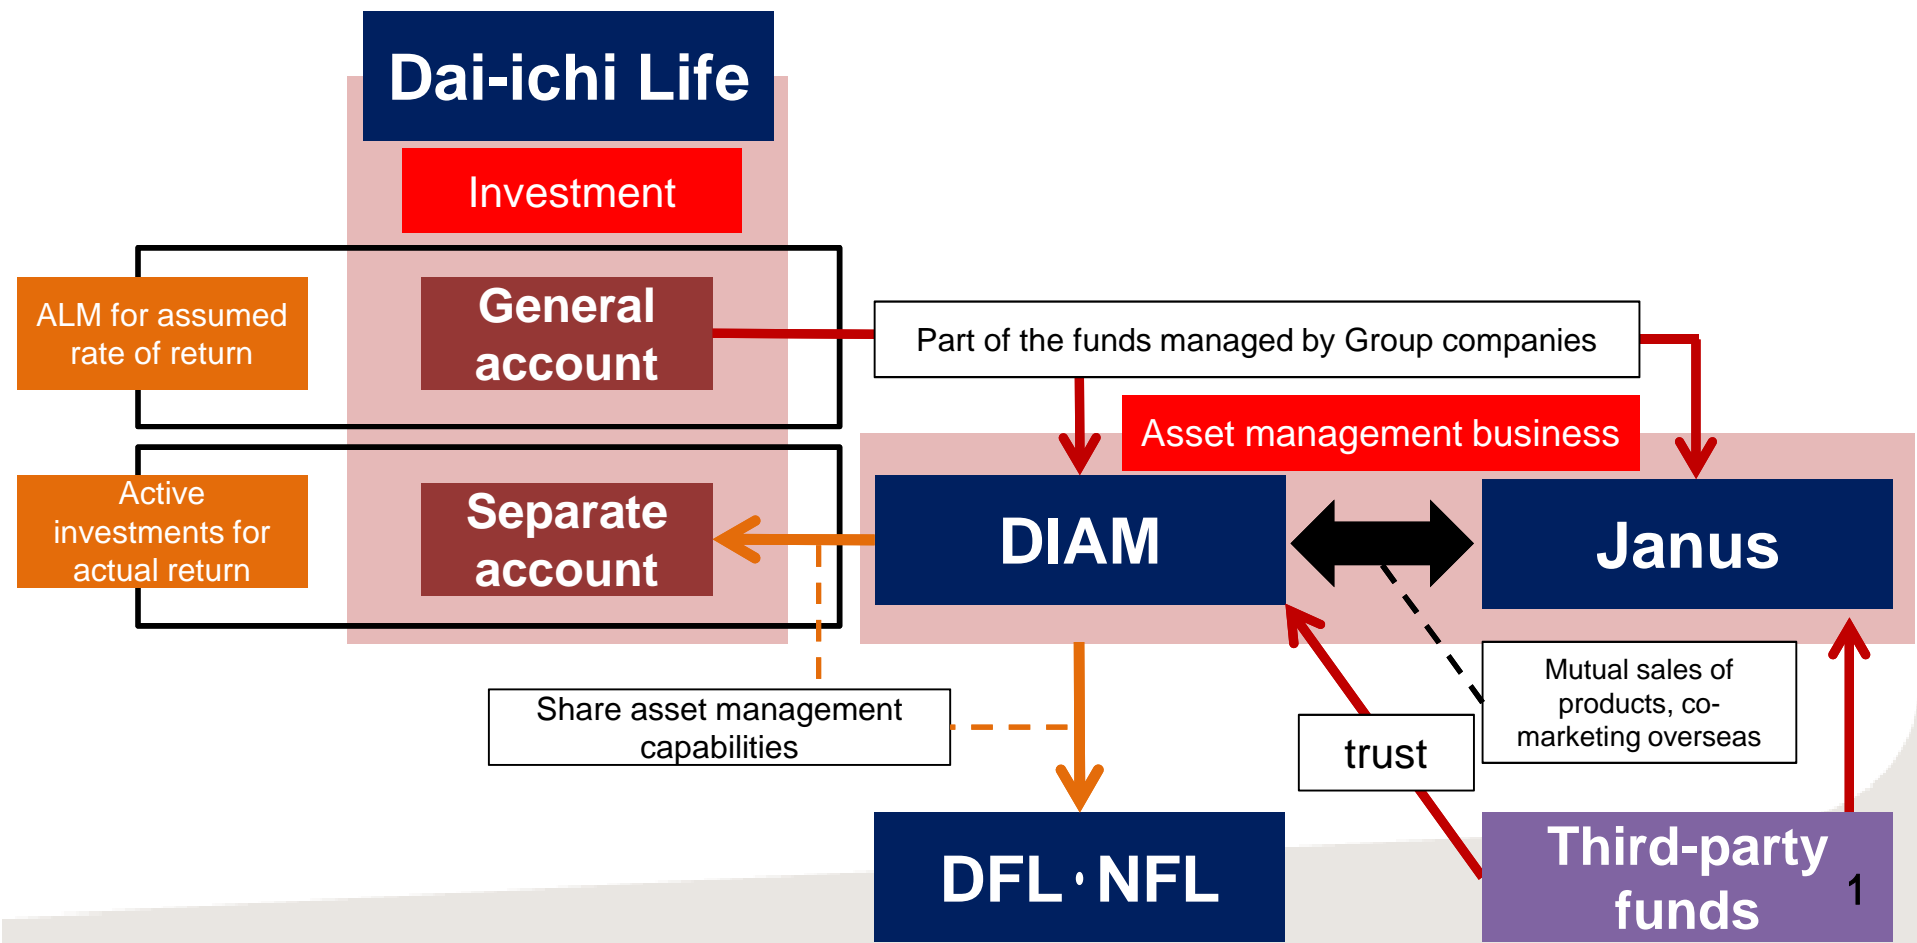 Dai-ichi Life
Investment
ALM for assumed
rate of return
General
account
Part of the funds managed by Group companies
Asset management business
Active
investments for
actual return
Separate
account
DIAM
Janus
Share asset management
capabilities
trust
Mutual sales of
products, co-
marketing overseas
DFL・NFL
Third-party
funds
1